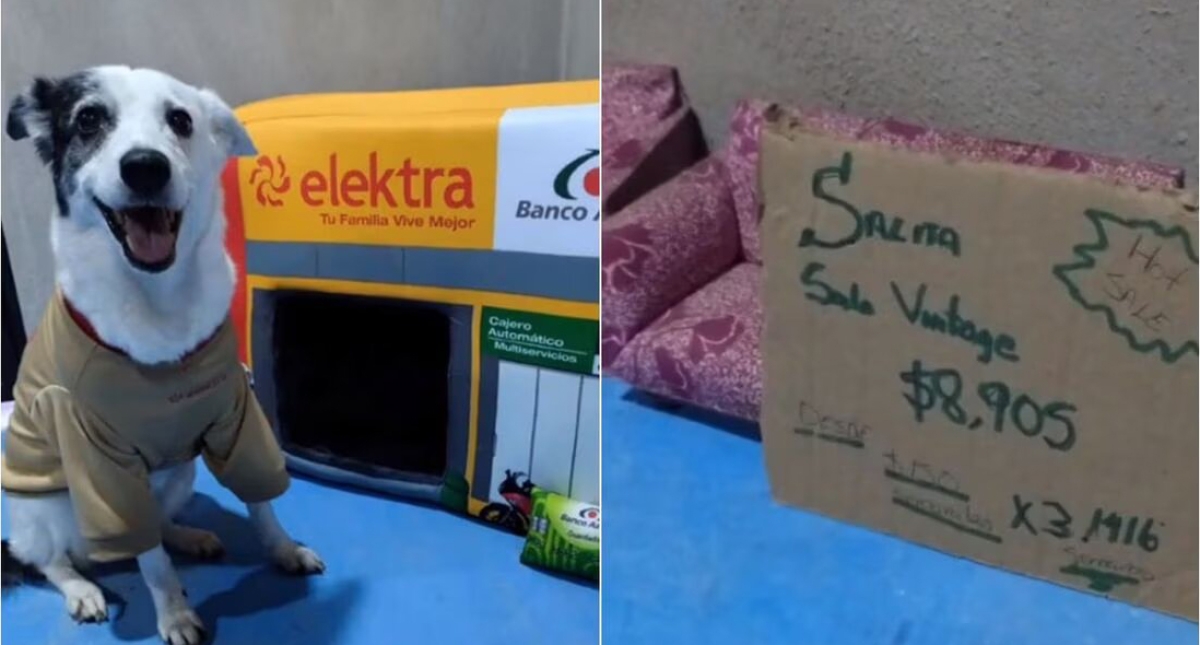 elektra
Tu Familia Vive Mejor
Banco
Cajero
Automático
Multiservicios
Banco
Salita
Sala Vintage
$8,905
Hot
SALE
DESDE
X3.1416